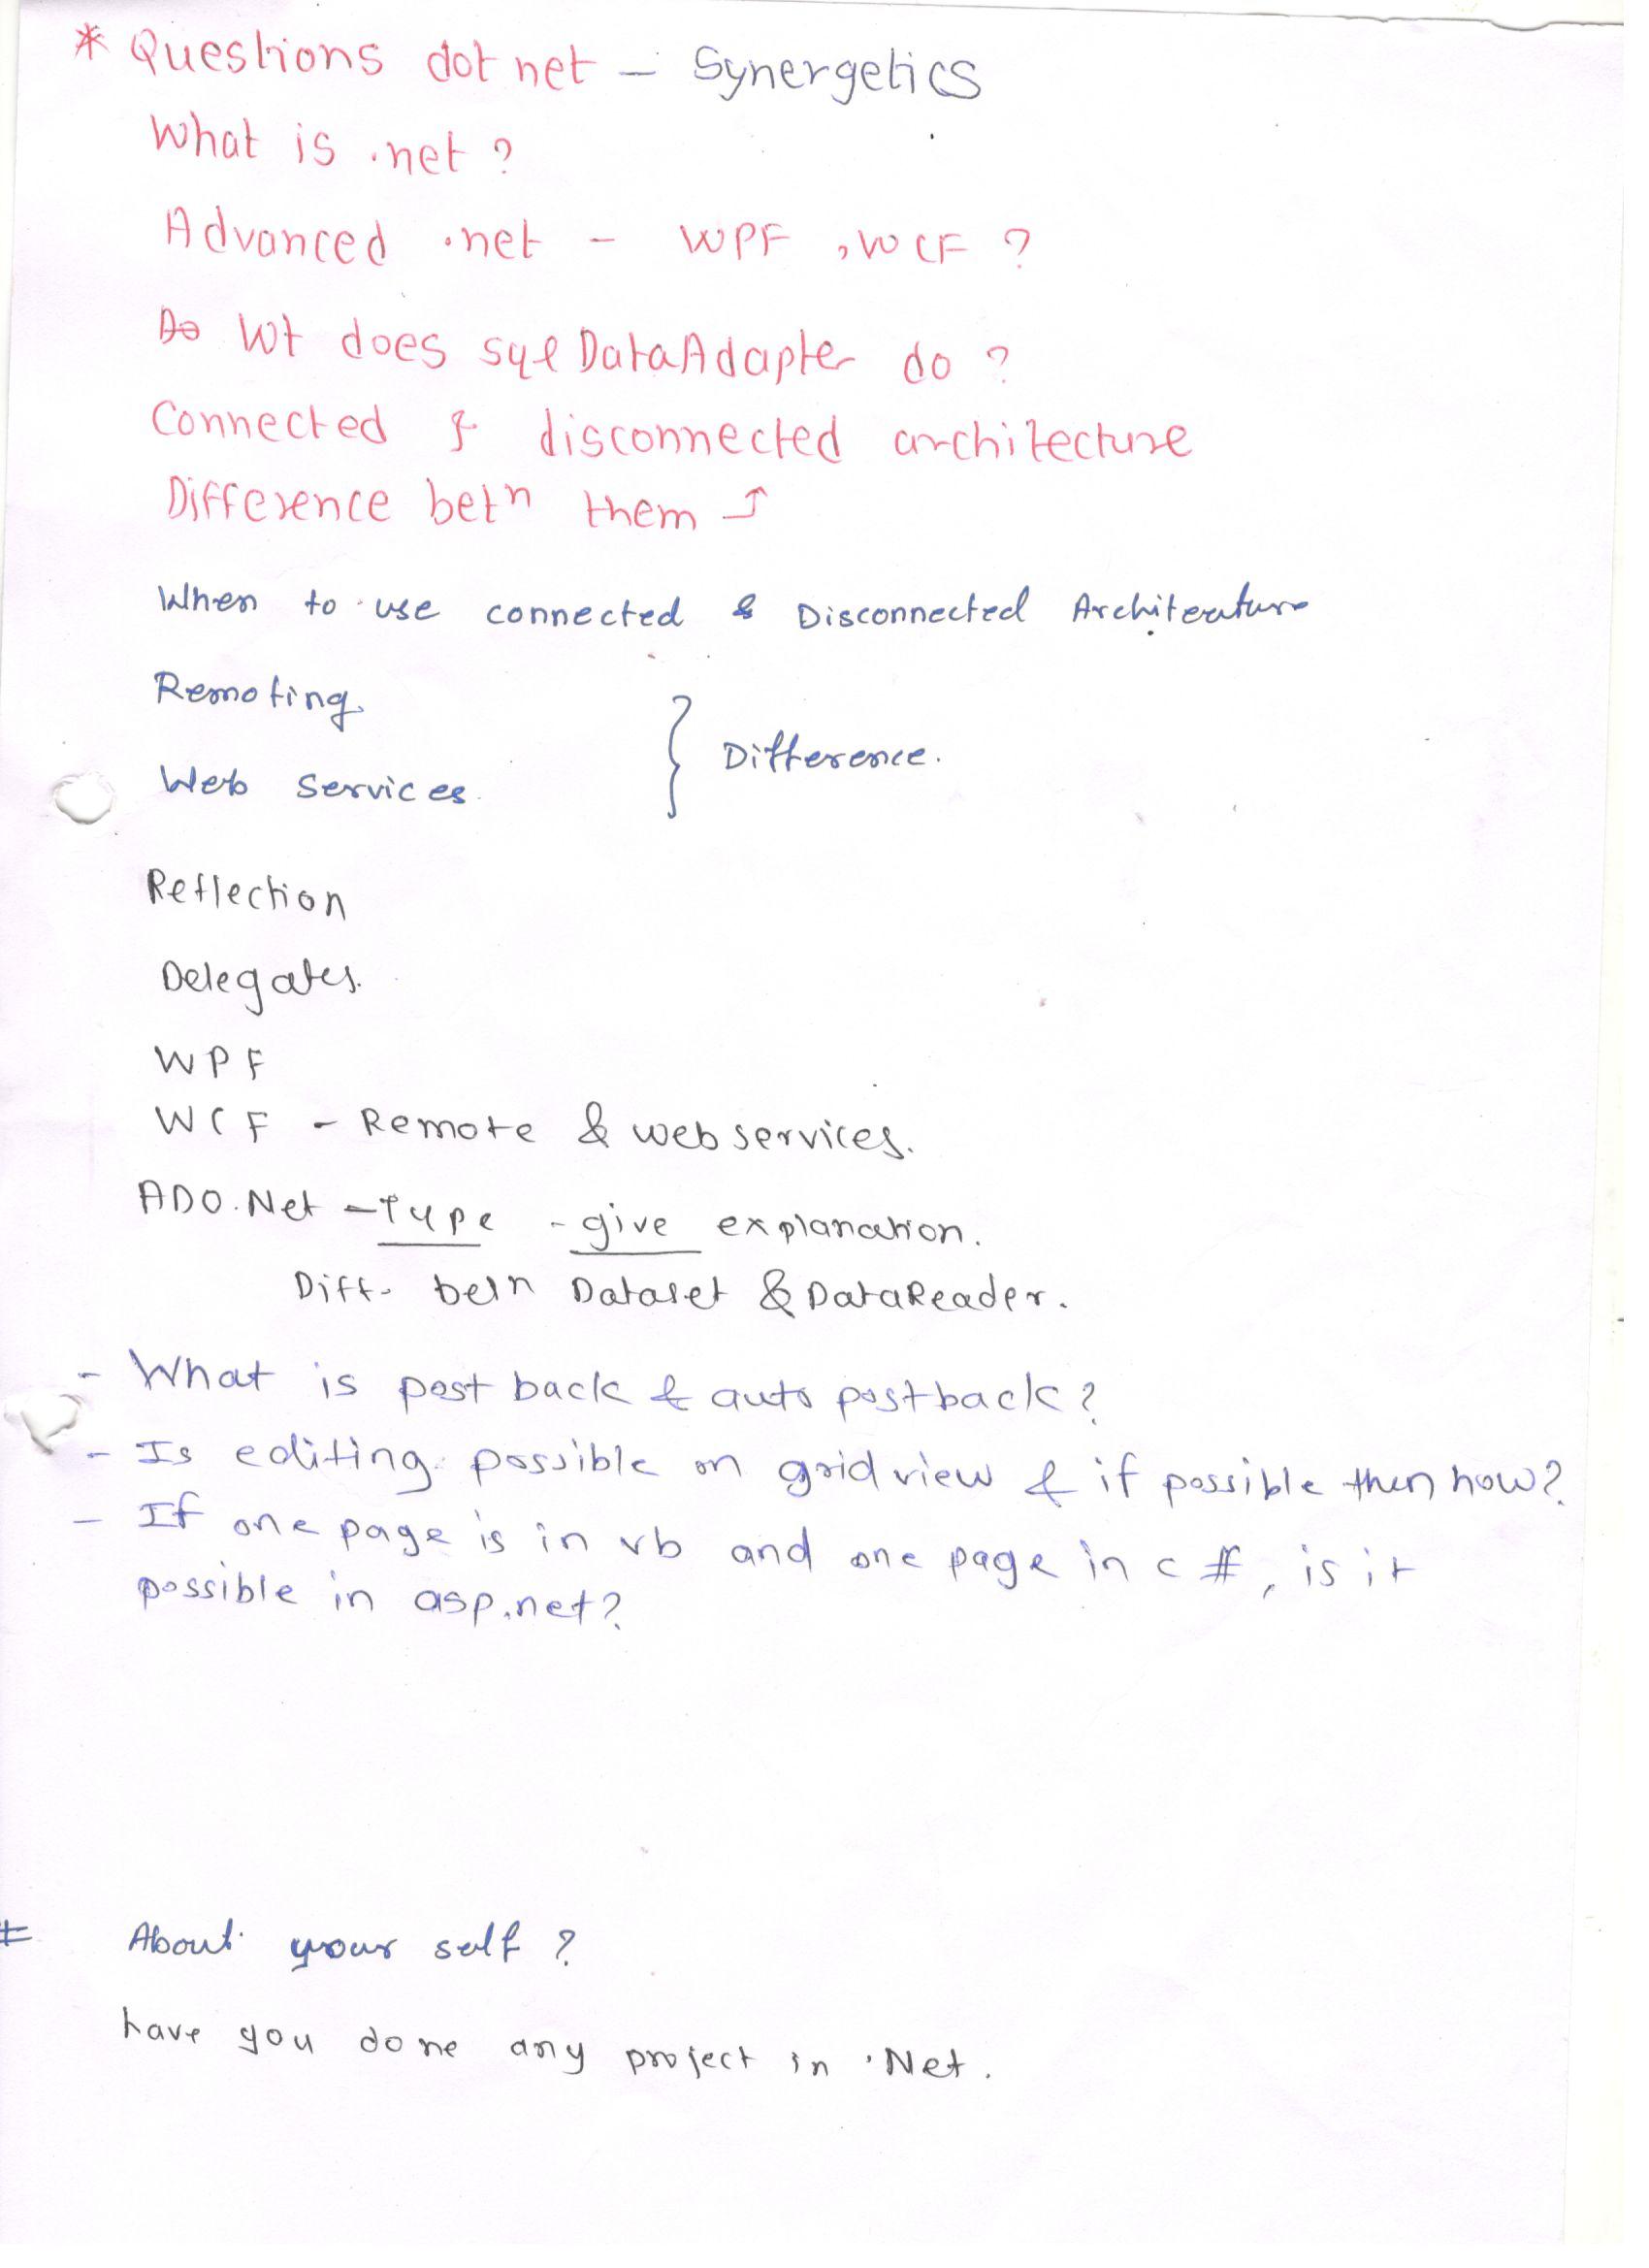 * Questions dot net - Synergetics
What is .net ?
Advanced .net - WPF , WCF ?
Do Wt does sql DataAdapter do ?
Connected & disconnected architecture
Difference betn them
When to use connected & Disconnected Architecture
Remoting
} Difference.
Web Services.
Reflection
Delegates.
WPF
WCF - Remote & web services.
ADO.Net - Type - give explanation.
Diff. betn Dataset & DataReader.
- What is post back & auto postback ?
- Is editing possible on grid view & if possible then how?
- If one page is in vb and one page in c #, is it
possible in asp.net?
# About your self ?
have you done any project in .Net.